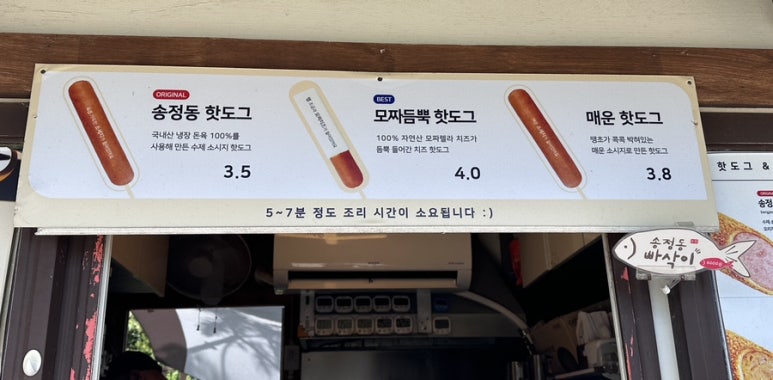 ORIGINAL
송정동 핫도그
국내산 냉장 돈육 100%를
사용해 만든 수제 소시지 핫도그
3.5
BEST
모짜듬뿍 핫도그
100% 자연산 모짜렐라 치즈가
듬뿍 들어간 치즈 핫도그
4.0
매운 핫도그
땡초가 콕콕 박혀있는
매운 소시지로 만든 핫도그
3.8
5~7분 정도 조리 시간이 소요됩니다 :)
송정동
빠삭이
핫도그 &
ORIGINAL
송정